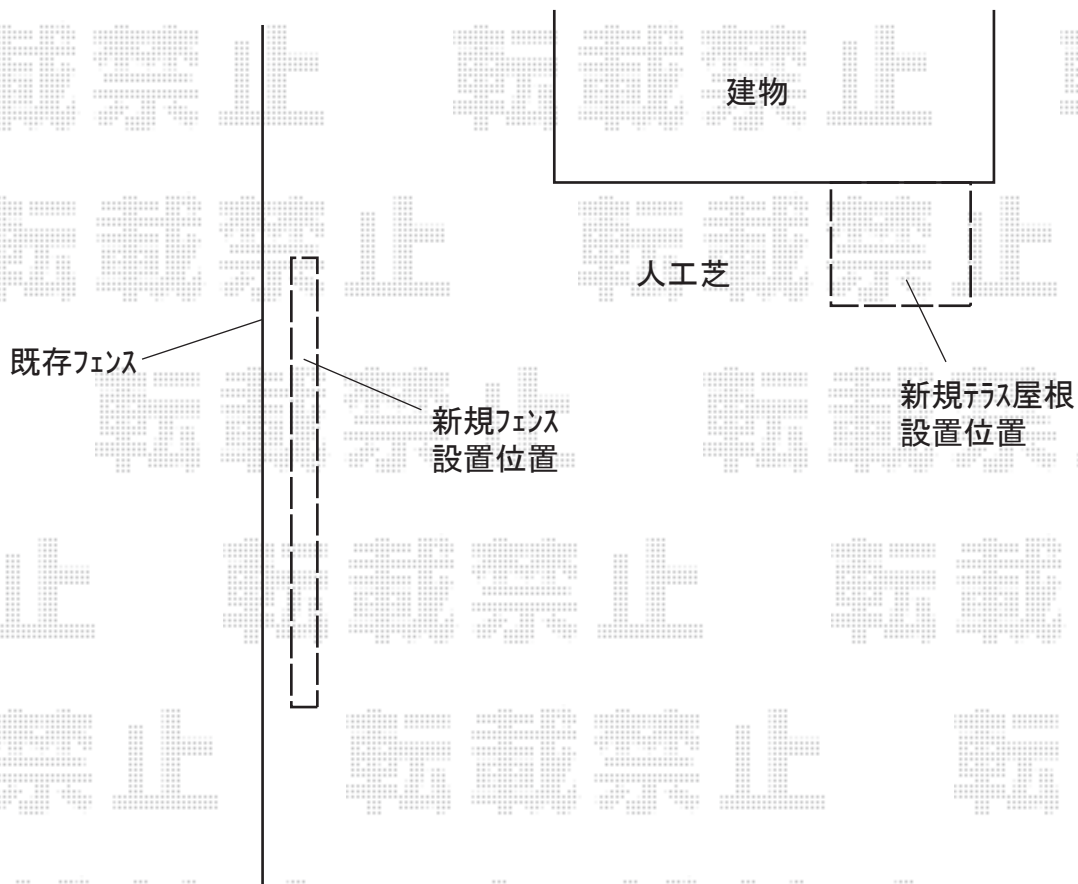 建物
人工芝
既存ﾌｪﾝｽ
新規ﾌｪﾝｽ
設置位置
新規ﾃﾗｽ屋根
設置位置
転載禁止